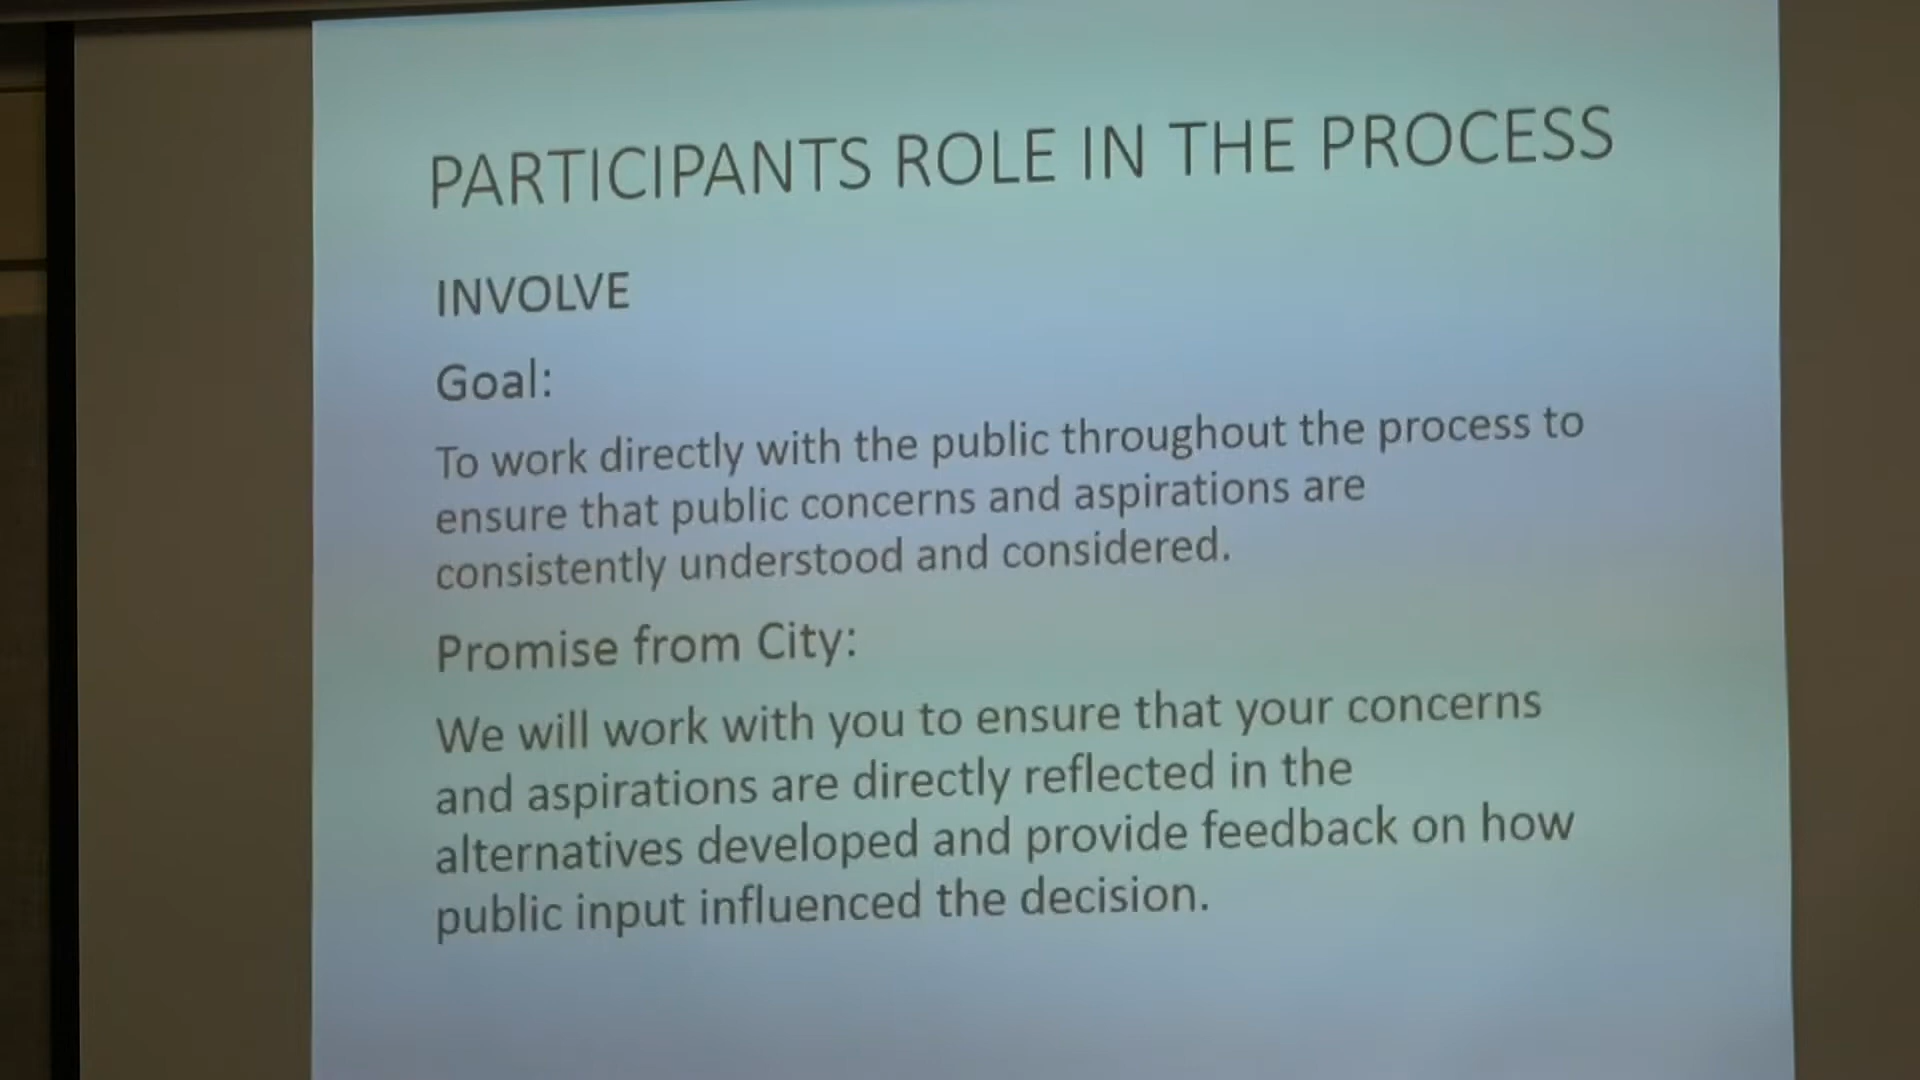 PARTICIPANTS ROLE IN THE PROCESS
INVOLVE
Goal:
To work directly with the public throughout the process to
ensure that public concerns and aspirations are
consistently understood and considered.
Promise from City:
We will work with you to ensure that your concerns
and aspirations are directly reflected in the
alternatives developed and provide feedback on how
public input influenced the decision.